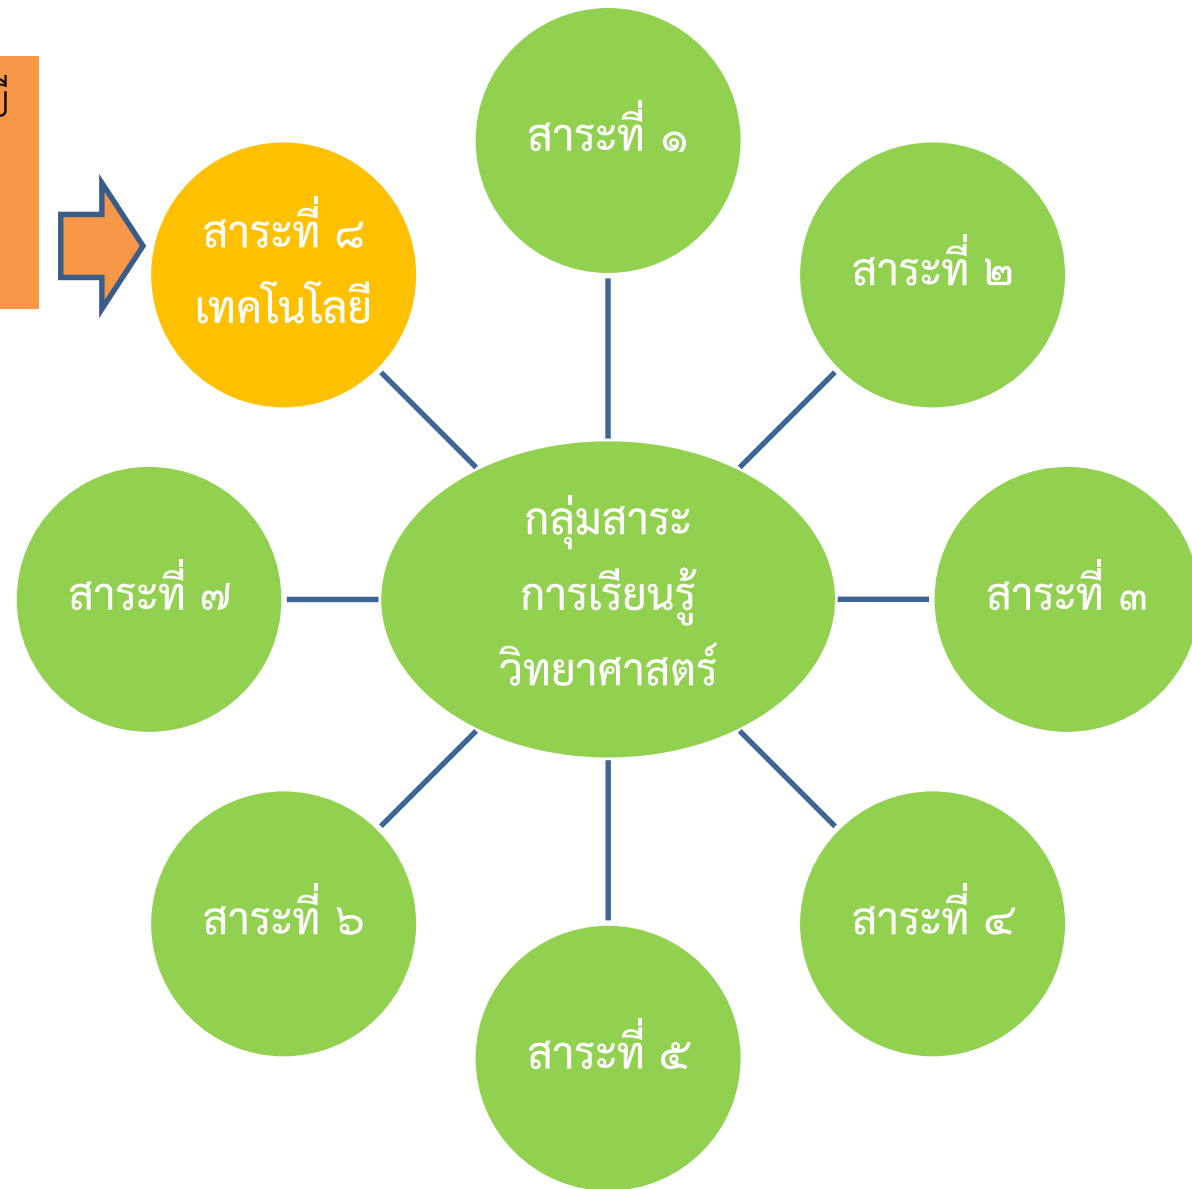 สาระที่ ๑
สาระที่ ๘
เทคโนโลยี
สาระที่ ๒
กลุ่มสาระ
การเรียนรู้
วิทยาศาสตร์
สาระที่ ๗
สาระที่ ๓
สาระที่ ๖
สาระที่ ๔
สาระที่ ๕